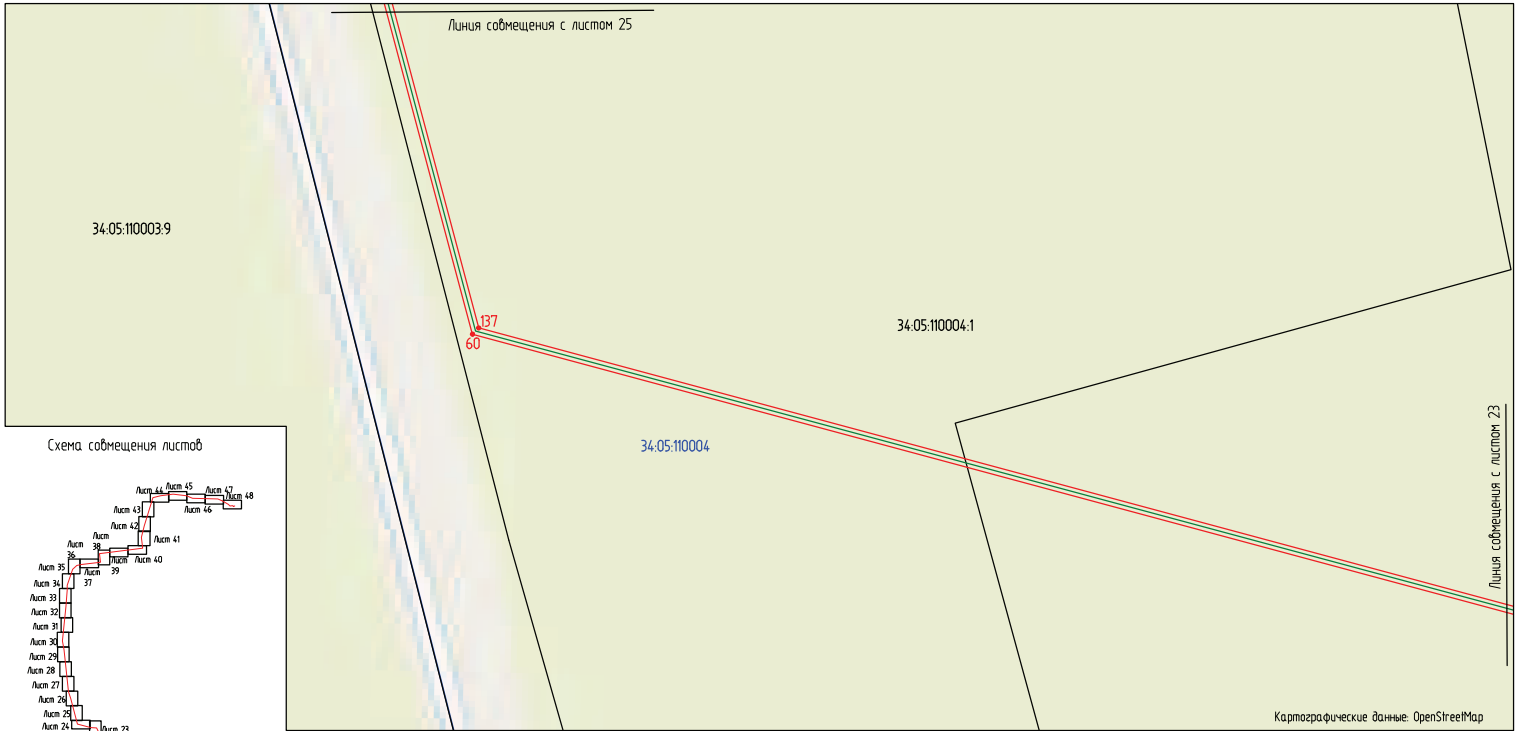 Линия совмещения с листом 25
34:05:110003:9
137
60
34:05:110004:1
34:05:110004
Линия совмещения с листом 23
Схема совмещения листов
Лист 44
Лист 45
Лист 47
Лист 48
Лист 43
Лист 46
Лист 42
Лист 41
Лист
38
Лист
36
Лист
39
Лист 40
Лист 35
Лист
37
Лист 34
Лист 33
Лист 32
Лист 31
Лист 30
Лист 29
Лист 28
Лист 27
Лист 26
Лист 25
Лист 24
Лист 23
Картографические данные: OpenStreetMap